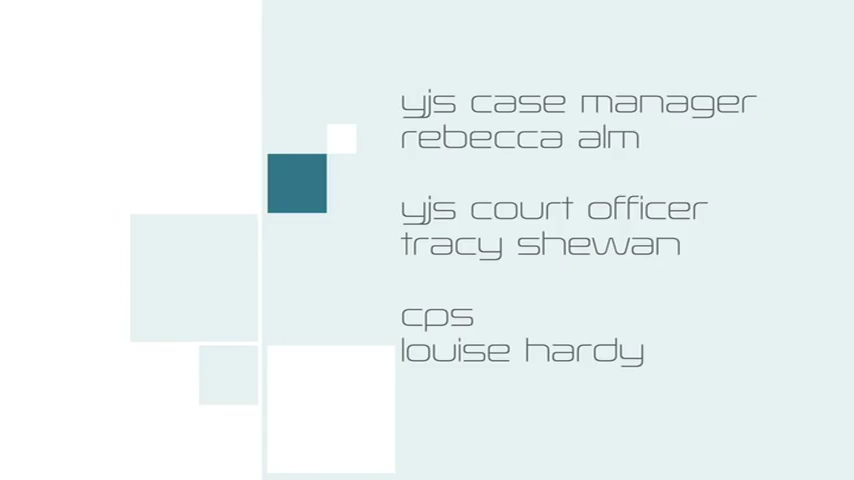 yjs case manager
rebecca alm
yjs court officer
tracy shewan
cps
louise hardy